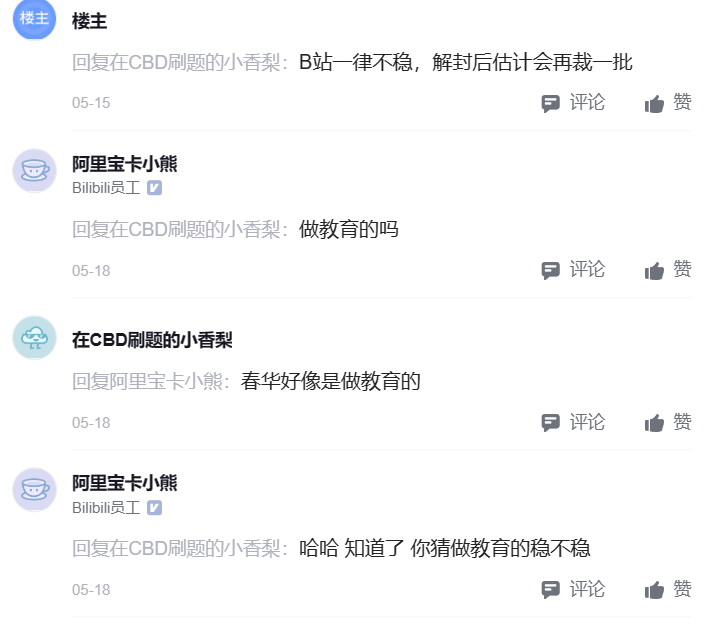 楼主
楼主
回复在CBD刷题的小香梨：B站一律不稳，解封后估计会再裁一批
05-15 评论 赞
阿里宝卡小熊
Bilibili员工 V
回复在CBD刷题的小香梨：做教育的吗
05-18 评论 赞
在CBD刷题的小香梨
回复阿里宝卡小熊：春华好像是做教育的
05-18 评论 赞
阿里宝卡小熊
Bilibili员工 V
回复在CBD刷题的小香梨：哈哈 知道了 你猜做教育的稳不稳
05-18 评论 赞